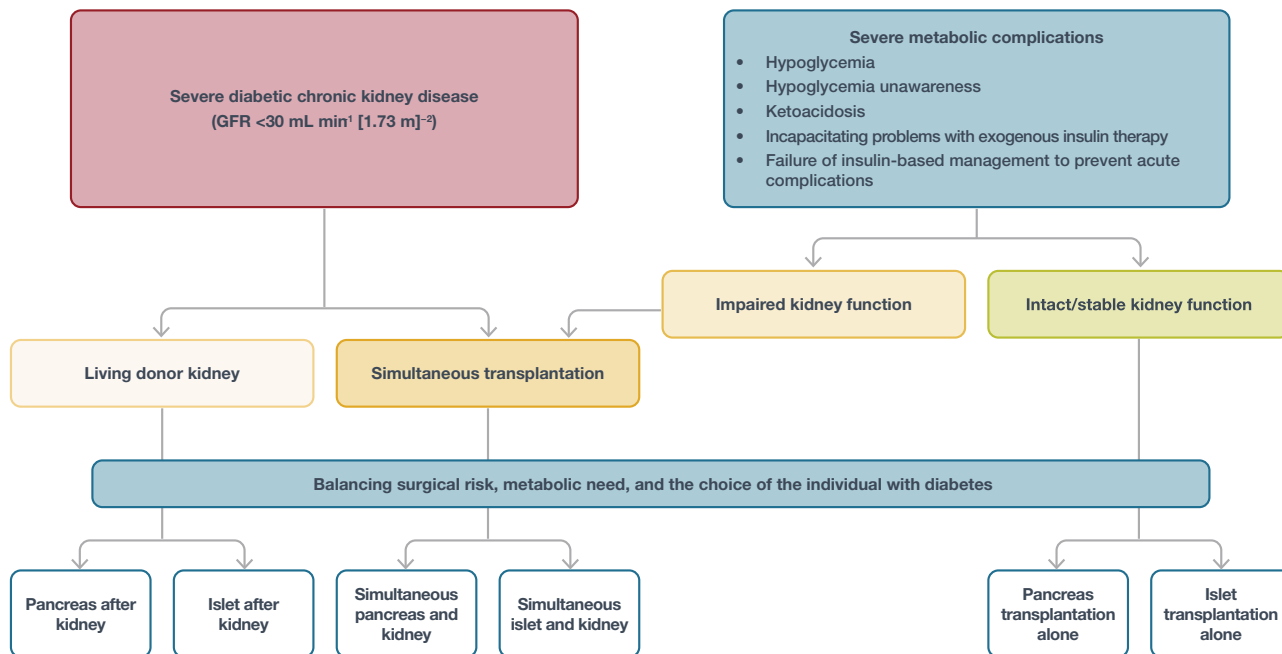 Severe diabetic chronic kidney disease
(GFR <30 mL min¹ [1.73 m]⁻²)
Severe metabolic complications
• Hypoglycemia
• Hypoglycemia unawareness
• Ketoacidosis
• Incapacitating problems with exogenous insulin therapy
• Failure of insulin-based management to prevent acute
complications
Impaired kidney function
Intact/stable kidney function
Living donor kidney
Simultaneous transplantation
Balancing surgical risk, metabolic need, and the choice of the individual with diabetes
Pancreas after
kidney
Islet after
kidney
Simultaneous
pancreas and
kidney
Simultaneous
islet and kidney
Pancreas
transplantation
alone
Islet
transplantation
alone